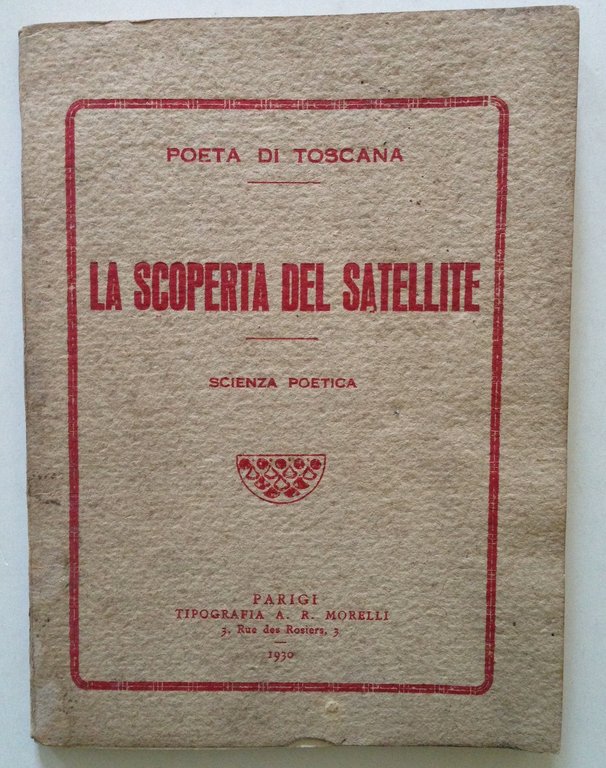 POETA DI TOSCANA
LA SCOPERTA DEL SATELLITE
SCIENZA POETICA
PARIGI
TIPOGRAFIA A. R. MORELLI
3, Rue des Rosiers, 3
1930